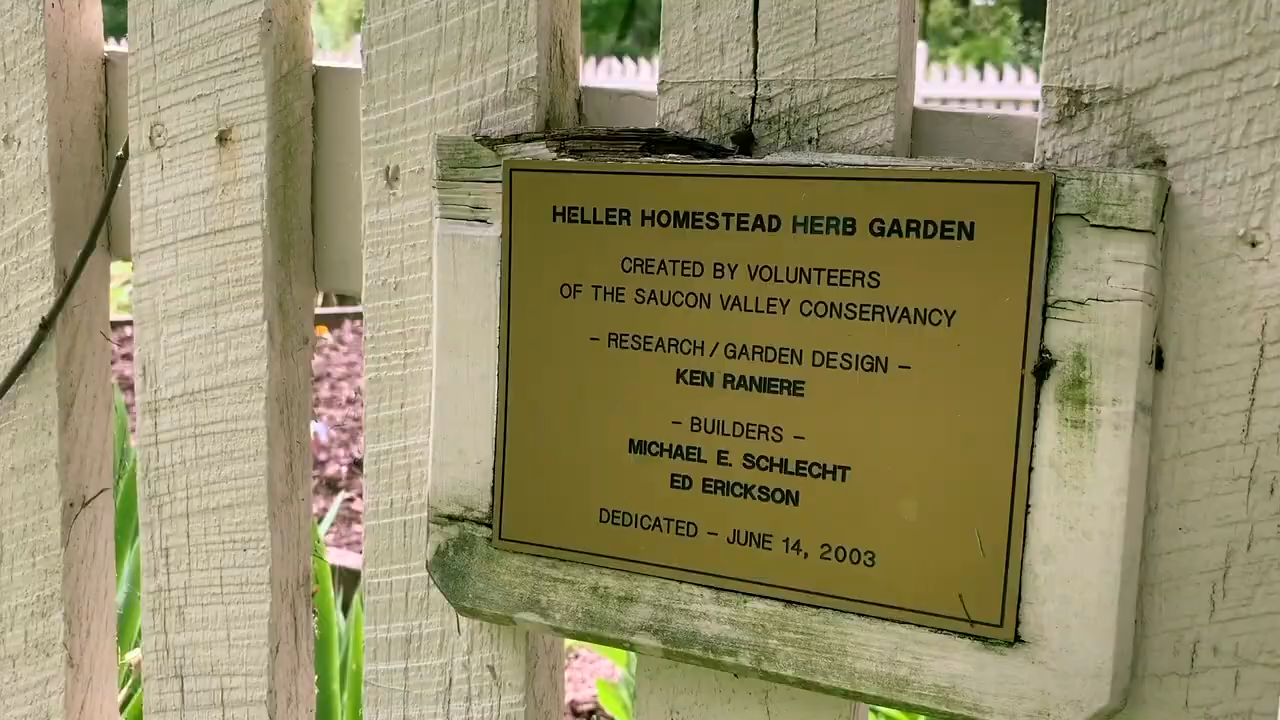 HELLER HOMESTEAD HERB GARDEN
CREATED BY VOLUNTEERS
OF THE SAUCON VALLEY CONSERVANCY
– RESEARCH / GARDEN DESIGN –
KEN RANIERE
– BUILDERS –
MICHAEL E. SCHLECHT
ED ERICKSON
DEDICATED – JUNE 14, 2003